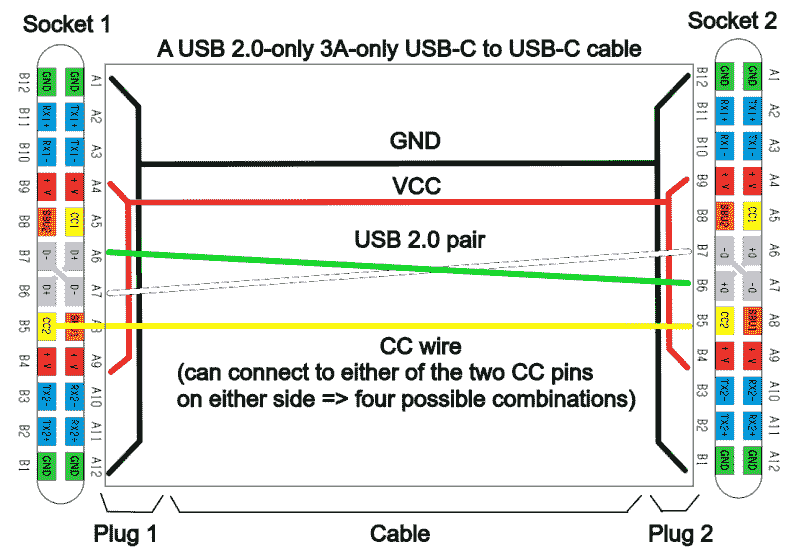 Socket 1
Socket 2
A USB 2.0-only 3A-only USB-C to USB-C cable
B12 GND GND A1
B11 RX1+ TX1+ A2
B10 RX1- TX1- A3
B9 + V + V A4
B8 SBU2 CC1 A5
B7 D- D+ A6
B6 D+ D- A7
B5 CC2 A8
B4 + V + V A9
B3 TX2- RX2- A10
B2 TX2+ RX2+ A11
B1 GND GND A12
GND
VCC
USB 2.0 pair
CC wire
(can connect to either of the two CC pins
on either side => four possible combinations)
B12 GND GND A1
B11 RX1+ TX1+ A2
B10 RX1- TX1- A3
B9 + V + V A4
B8 SBU2 CC1 A5
B7 D- D+ A6
B6 D+ D- A7
B5 CC2 SBU1 A8
B4 + V + V A9
B3 TX2- RX2- A10
B2 TX2+ RX2+ A11
B1 GND GND A12
Plug 1
Cable
Plug 2